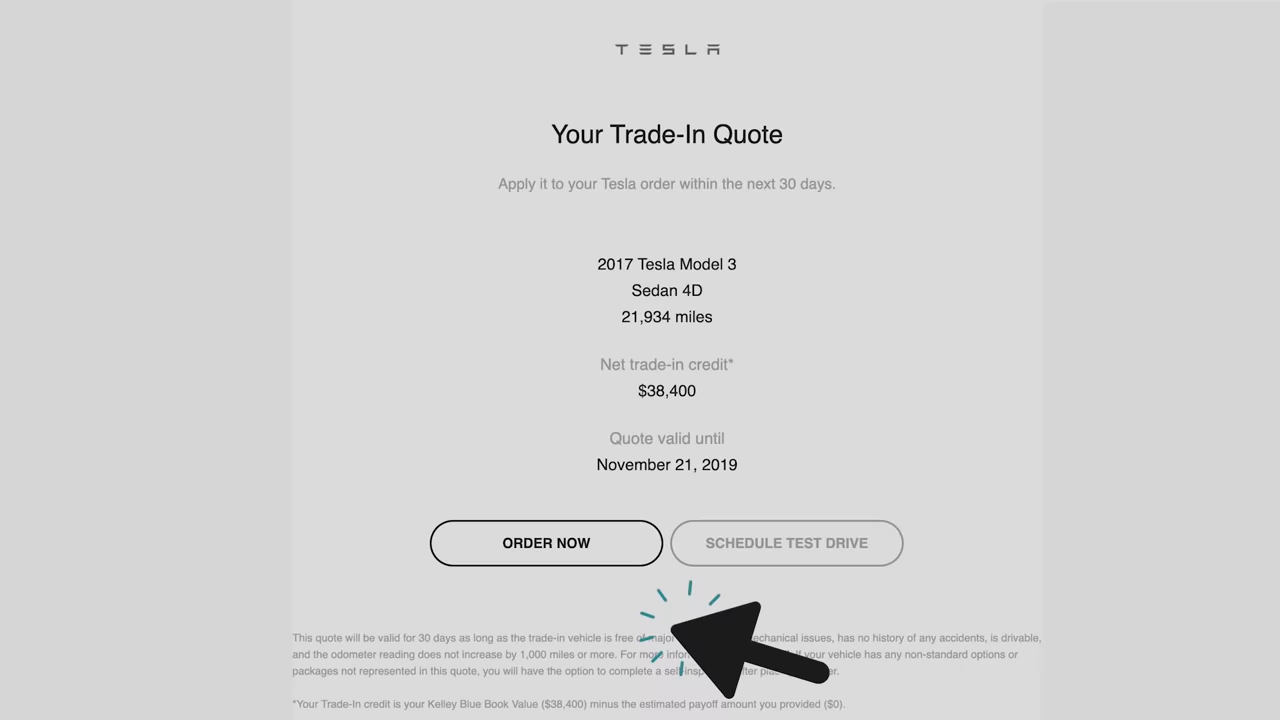 TESLA
Your Trade-In Quote
Apply it to your Tesla order within the next 30 days.
2017 Tesla Model 3
Sedan 4D
21,934 miles
Net trade-in credit*
$38,400
Quote valid until
November 21, 2019
ORDER NOW SCHEDULE TEST DRIVE
This quote will be valid for 30 days as long as the trade-in vehicle is free of major issues, has no history of any accidents, is drivable,
and the odometer reading does not increase by 1,000 miles or more. For more your vehicle has any non-standard options or
packages not represented in this quote, you will have the option to complete a
*Your Trade-In credit is your Kelley Blue Book Value ($38,400) minus the estimated payoff amount you provided ($0).